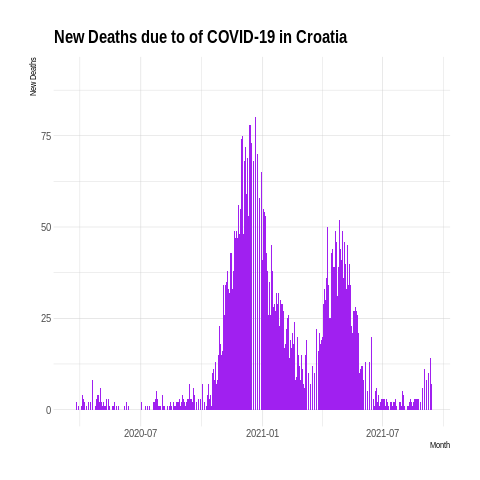 New Deaths due to of COVID-19 in Croatia
New Deaths
75
50
25
0
2020-07
2021-01
2021-07
Month